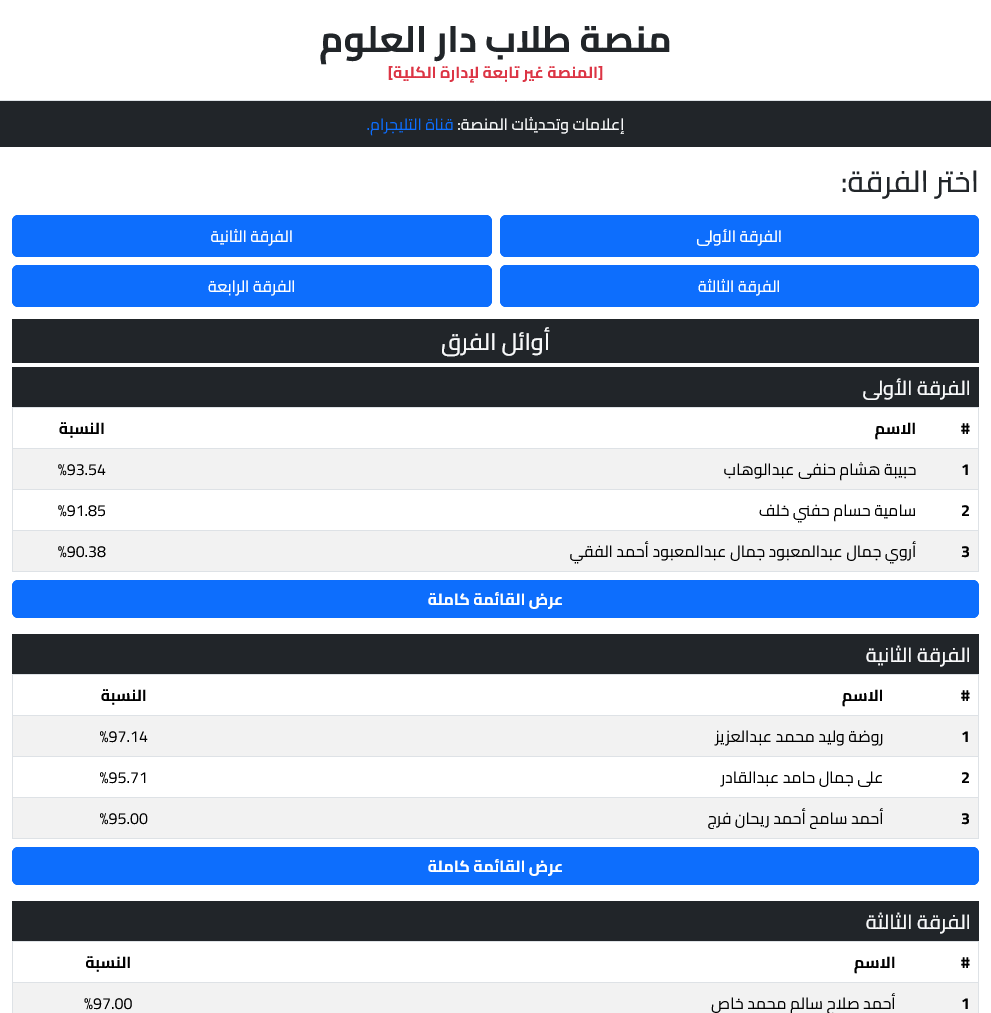 منصة طلاب دار العلوم
[المنصة غير تابعة لإدارة الكلية]
إعلامات وتحديثات المنصة: قناة التليجرام.
اختر الفرقة:
الفرقة الأولى الفرقة الثانية
الفرقة الثالثة الفرقة الرابعة
أوائل الفرق
الفرقة الأولى
# الاسم النسبة
1 حبيبة هشام حنفى عبدالوهاب 93.54%
2 سامية حسام حفني خلف 91.85%
3 أروي جمال عبدالمعبود جمال عبدالمعبود أحمد الفقي 90.38%
عرض القائمة كاملة
الفرقة الثانية
# الاسم النسبة
1 روضة وليد محمد عبدالعزيز 97.14%
2 على جمال حامد عبدالقادر 95.71%
3 أحمد سامح أحمد ريحان فرج 95.00%
عرض القائمة كاملة
الفرقة الثالثة
# الاسم النسبة
1 أحمد صلاح سالم محمد خاص 97.00%